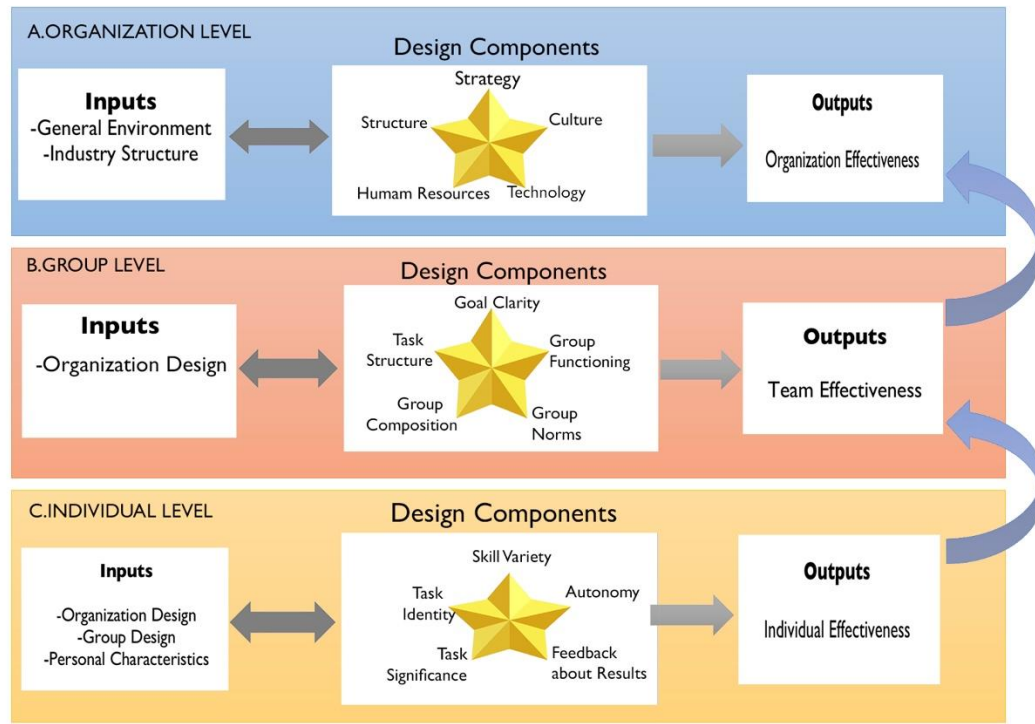 A.ORGANIZATION LEVEL
Design Components
Inputs
-General Environment
-Industry Structure
Strategy
Structure
Culture
Human Resources
Technology
Outputs
Organization Effectiveness
B.GROUP LEVEL
Design Components
Inputs
-Organization Design
Goal Clarity
Task
Structure
Group
Functioning
Group
Composition
Group
Norms
Outputs
Team Effectiveness
C.INDIVIDUAL LEVEL
Design Components
Inputs
-Organization Design
-Group Design
-Personal Characteristics
Skill Variety
Task
Identity
Autonomy
Task
Significance
Feedback
about Results
Outputs
Individual Effectiveness